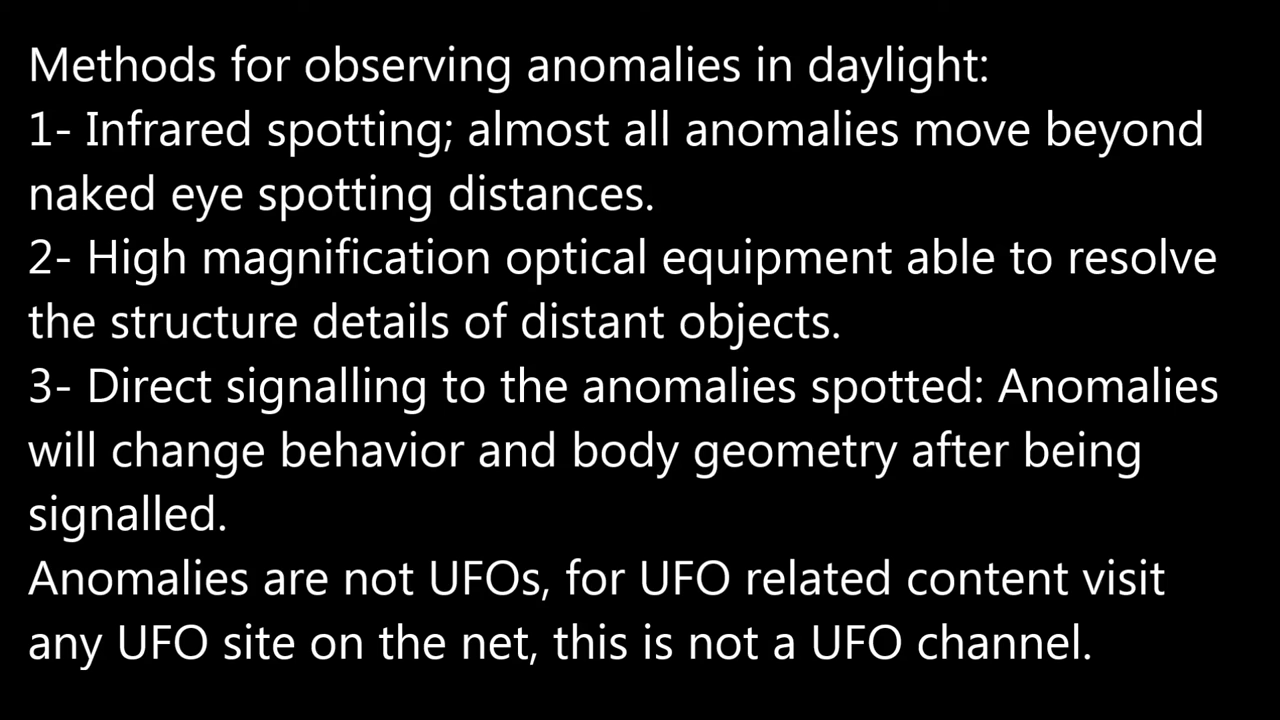 Methods for observing anomalies in daylight:
1- Infrared spotting; almost all anomalies move beyond
naked eye spotting distances.
2- High magnification optical equipment able to resolve
the structure details of distant objects.
3- Direct signalling to the anomalies spotted: Anomalies
will change behavior and body geometry after being
signalled.
Anomalies are not UFOs, for UFO related content visit
any UFO site on the net, this is not a UFO channel.